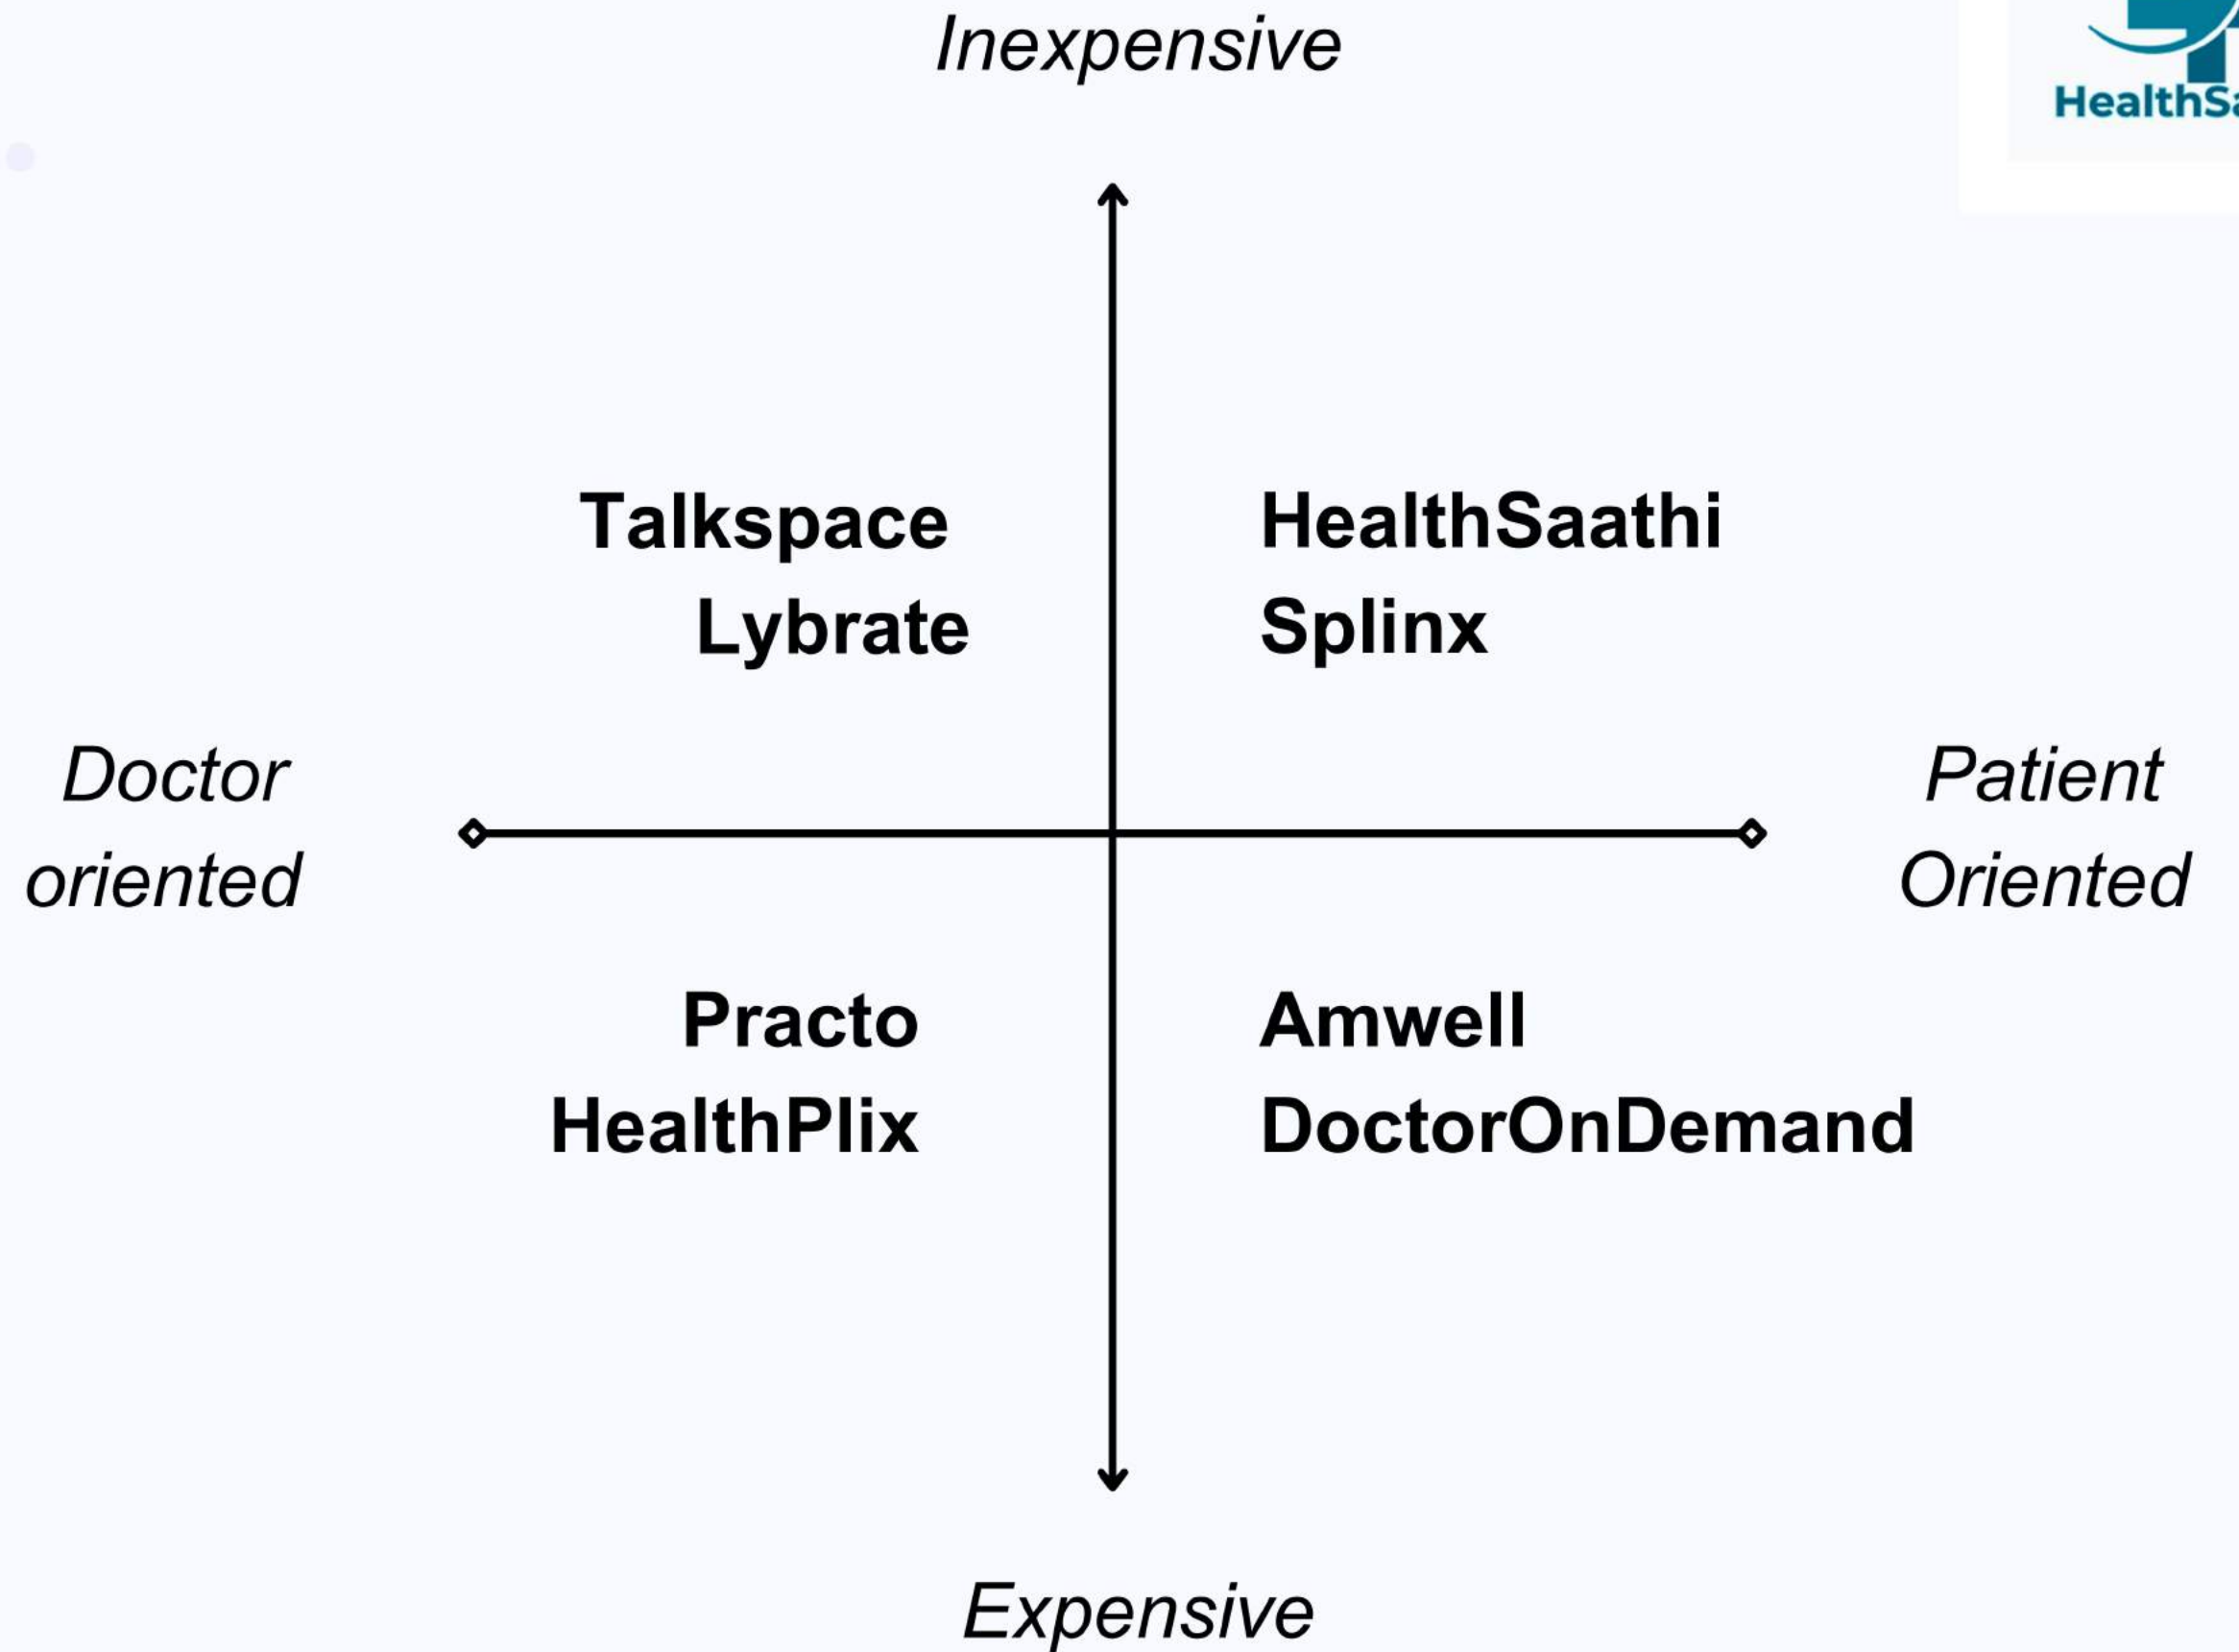 Inexpensive
HealthSa
Talkspace
HealthSaathi
Lybrate
Splinx
Doctor
oriented
Patient
Oriented
Practo
Amwell
HealthPlix
DoctorOnDemand
Expensive